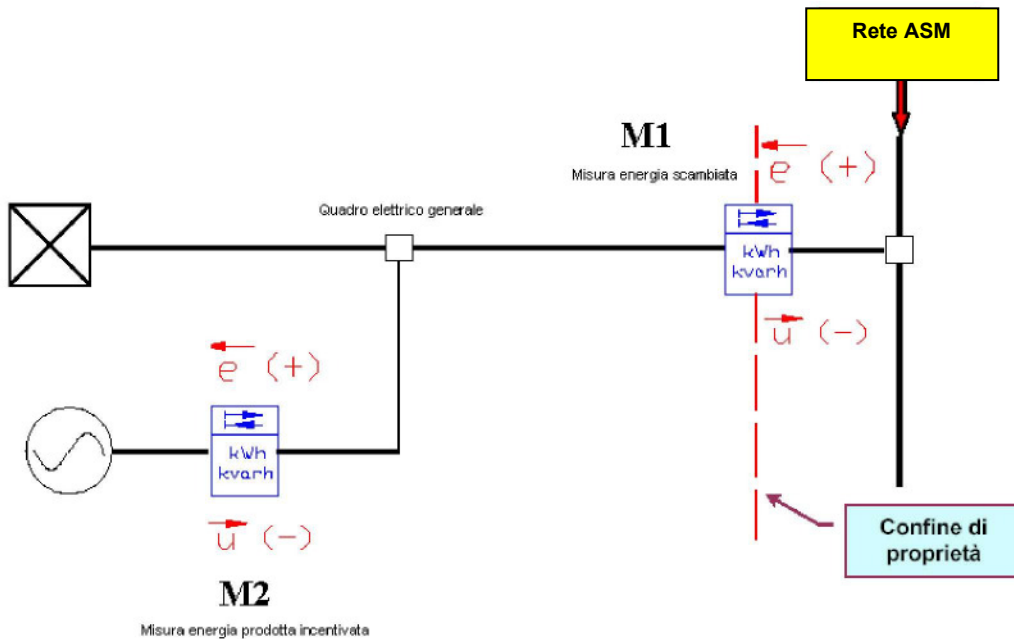 Rete ASM
M1
Misura energia scambiata
e (+)
Quadro elettrico generale
kWh
kvarh
u (-)
e (+)
kWh
kvarh
u (-)
Confine di
proprietà
M2
Misura energia prodotta incentivata